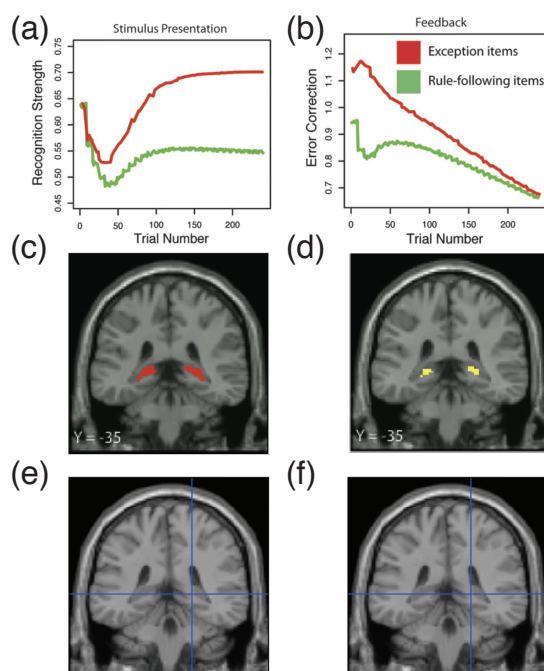 (a) Stimulus Presentation
Recognition Strength
0.45 0.50 0.55 0.60 0.65 0.70 0.75
0 50 100 150 200
Trial Number
(b) Feedback
Exception items
Rule-following items
Error Correction
0.7 0.8 0.9 1.0 1.1 1.2
0 50 100 150 200
Trial Number
(c)
Y = -35
(d)
Y = -35
(e)
(f)